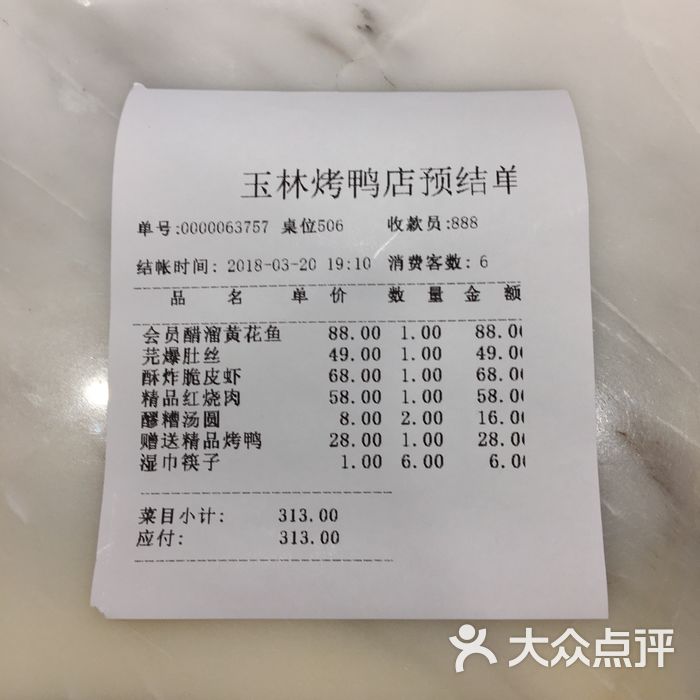 玉林烤鸭店预结单
单号:0000063757 桌位506 收款员:888
结帐时间: 2018-03-20 19:10 消费客数: 6
品 名 单 价 数 量 金 额
会员醋溜黄花鱼 88.00 1.00 88.00
芫爆肚丝 49.00 1.00 49.00
酥炸脆皮虾 68.00 1.00 68.00
精品红烧肉 58.00 1.00 58.00
醪糟汤圆 8.00 2.00 16.00
赠送精品烤鸭 28.00 1.00 28.00
湿巾筷子 1.00 6.00 6.00
菜目小计: 313.00
应付: 313.00
大众点评